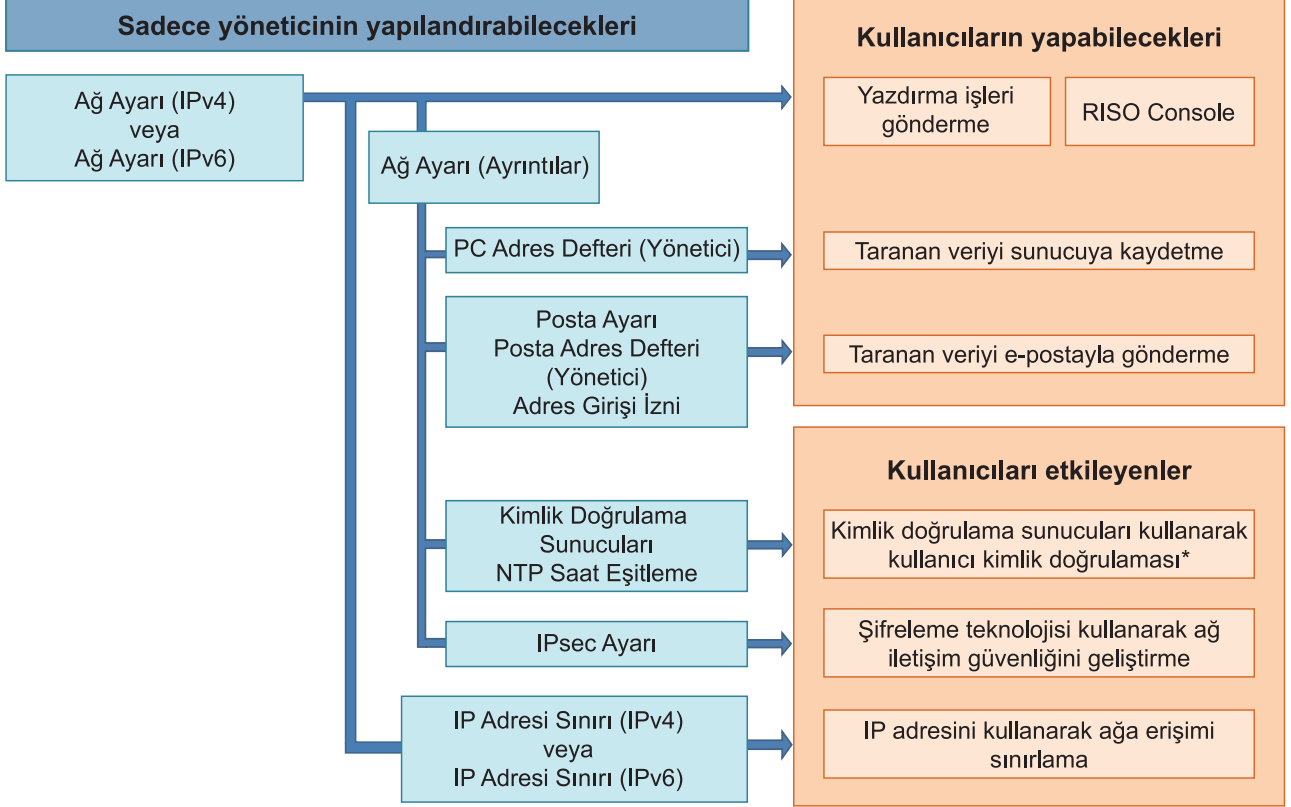 Sadece yöneticinin yapılandırabilecekleri
Ağ Ayarı (IPv4)
veya
Ağ Ayarı (IPv6)
Ağ Ayarı (Ayrıntılar)
PC Adres Defteri (Yönetici)
Posta Ayarı
Posta Adres Defteri
(Yönetici)
Adres Girişi İzni
Kimlik Doğrulama
Sunucuları
NTP Saat Eşitleme
IPsec Ayarı
IP Adresi Sınırı (IPv4)
veya
IP Adresi Sınırı (IPv6)
Kullanıcıların yapabilecekleri
Yazdırma işleri
gönderme
RISO Console
Taranan veriyi sunucuya kaydetme
Taranan veriyi e-postayla gönderme
Kullanıcıları etkileyenler
Kimlik doğrulama sunucuları kullanarak
kullanıcı kimlik doğrulaması*
Şifreleme teknolojisi kullanarak ağ
iletişim güvenliğini geliştirme
IP adresini kullanarak ağa erişimi
sınırlama